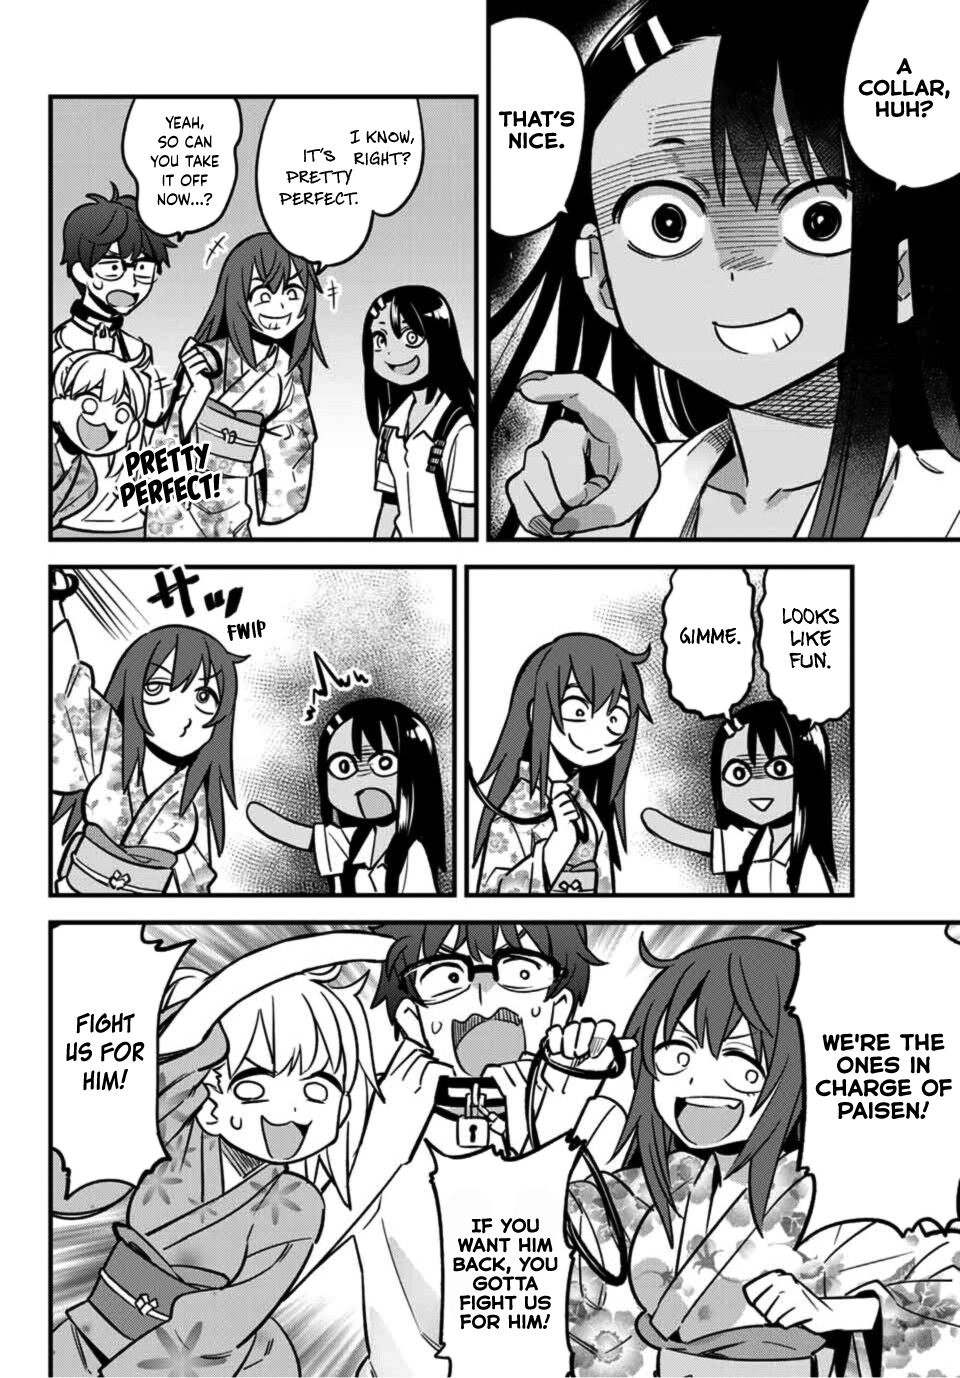 A
COLLAR,
HUH?
THAT'S
NICE.
I KNOW,
RIGHT?
IT'S
PRETTY
PERFECT.
YEAH,
SO CAN
YOU TAKE
IT OFF
NOW...?
PRETTY
PERFECT!
LOOKS
LIKE
FUN.
GIMME.
サッ
FWIP
WE'RE THE
ONES IN
CHARGE OF
PAISEN!
IF YOU
WANT HIM
BACK, YOU
GOTTA
FIGHT US
FOR HIM!
FIGHT
US FOR
HIM!